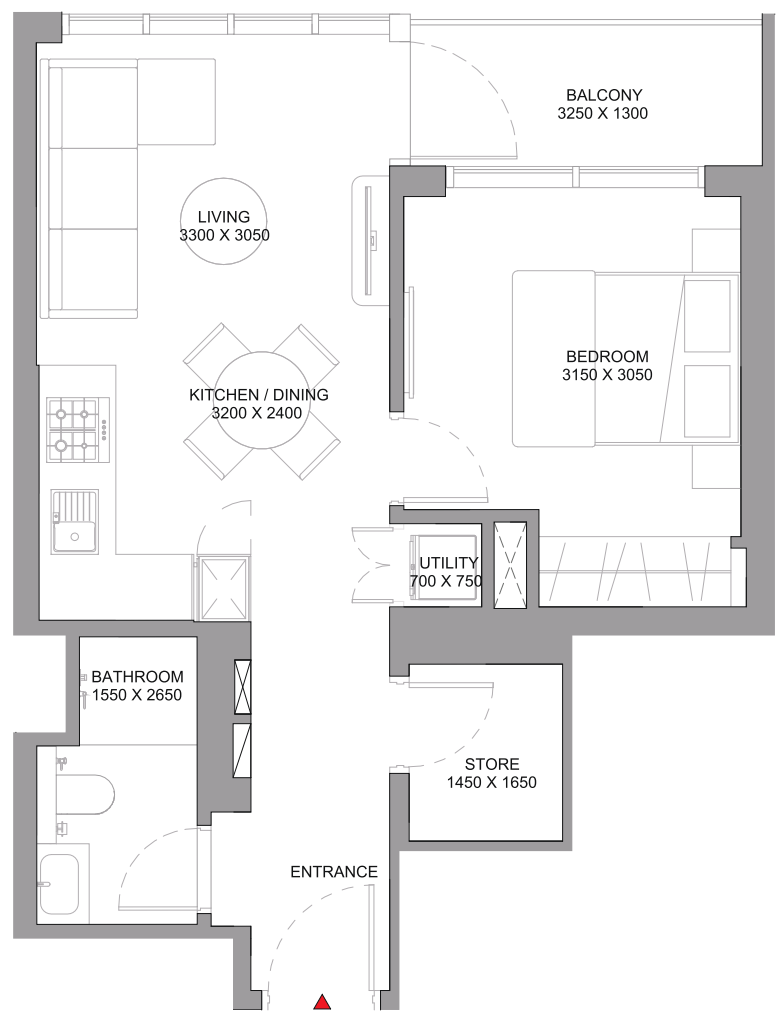 BALCONY
3250 X 1300
LIVING
3300 X 3050
BEDROOM
3150 X 3050
KITCHEN / DINING
3200 X 2400
UTILITY
700 X 750
BATHROOM
1550 X 2650
STORE
1450 X 1650
ENTRANCE